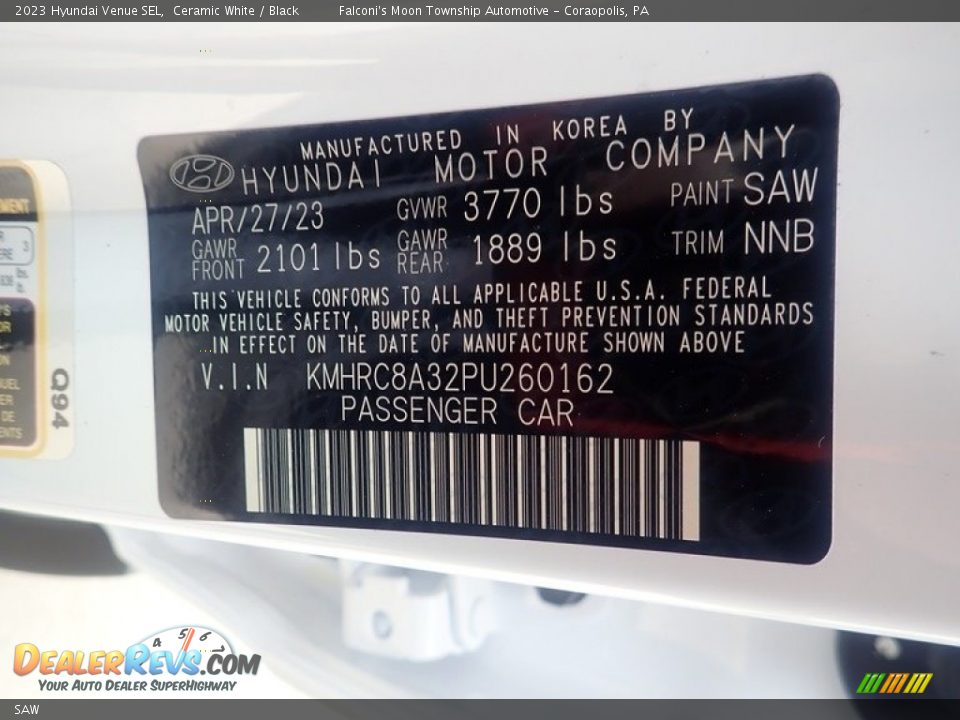 2023 Hyundai Venue SEL, Ceramic White / Black Falconi's Moon Township Automotive - Coraopolis, PA
MANUFACTURED IN KOREA BY
HYUNDAI MOTOR COMPANY
APR/27/23 GVWR 3770 lbs PAINT SAW
GAWR FRONT 2101 lbs GAWR REAR 1889 lbs TRIM NNB
THIS VEHICLE CONFORMS TO ALL APPLICABLE U.S.A. FEDERAL
MOTOR VEHICLE SAFETY, BUMPER, AND THEFT PREVENTION STANDARDS
IN EFFECT ON THE DATE OF MANUFACTURE SHOWN ABOVE
V.I.N KMHRC8A32PU260162
PASSENGER CAR
Q94
4 5 6
DEALERREVS.COM
YOUR AUTO DEALER SUPERHIGHWAY
SAW